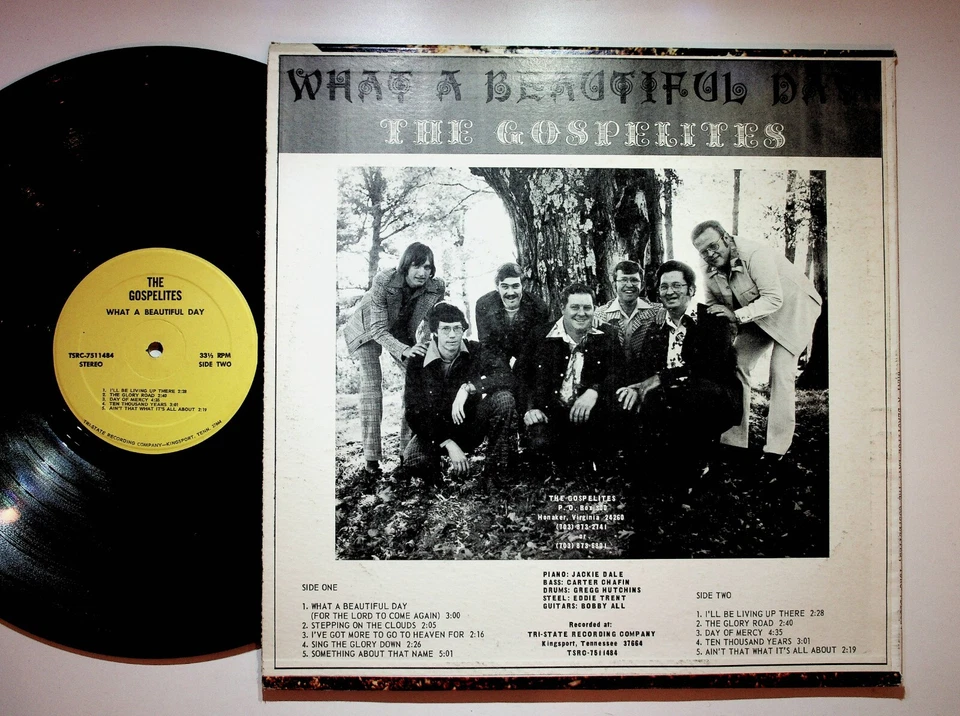 THE
GOSPELITES
WHAT A BEAUTIFUL DAY
TSRC-7511484
STEREO
33⅓ RPM
SIDE TWO
1. I'LL BE LIVING UP THERE 2:28
2. THE GLORY ROAD 2:40
3. DAY OF MERCY 4:35
4. TEN THOUSAND YEARS 3:01
5. AIN'T THAT WHAT IT'S ALL ABOUT 2:19
TRI-STATE RECORDING COMPANY—KINGSPORT, TENN.
WHAT A BEAUTIFUL DAY
THE GOSPELITES
THE GOSPELITES
P. O. Box
Honaker, Virginia 24260
(703) 873-2741
or
(703) 873-
SIDE ONE
1. WHAT A BEAUTIFUL DAY
(FOR THE LORD TO COME AGAIN) 3:00
2. STEPPING ON THE CLOUDS 2:05
3. I'VE GOT MORE TO GO TO HEAVEN FOR 2:16
4. SING THE GLORY DOWN 2:26
5. SOMETHING ABOUT THAT NAME 5:01
PIANO: JACKIE DALE
BASS: CARTER CHAFIN
DRUMS: GREGG HUTCHINS
STEEL: EDDIE TRENT
GUITARS: BOBBY ALL
Recorded at:
TRI-STATE RECORDING COMPANY
Kingsport, Tennessee 37664
TSRC-7511484
SIDE TWO
1. I'LL BE LIVING UP THERE 2:28
2. THE GLORY ROAD 2:40
3. DAY OF MERCY 4:35
4. TEN THOUSAND YEARS 3:01
5. AIN'T THAT WHAT IT'S ALL ABOUT 2:19